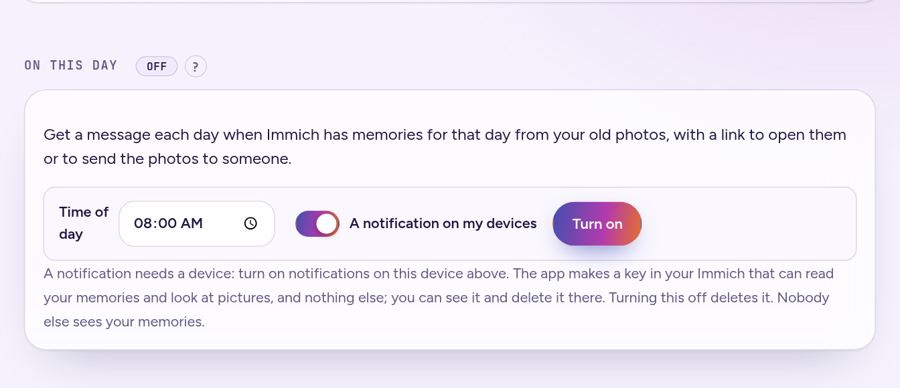 ON THIS DAY OFF ?
Get a message each day when Immich has memories for that day from your old photos, with a link to open them
or to send the photos to someone.
Time of
day
08:00 AM
A notification on my devices
Turn on
A notification needs a device: turn on notifications on this device above. The app makes a key in your Immich that can read
your memories and look at pictures, and nothing else; you can see it and delete it there. Turning this off deletes it. Nobody
else sees your memories.